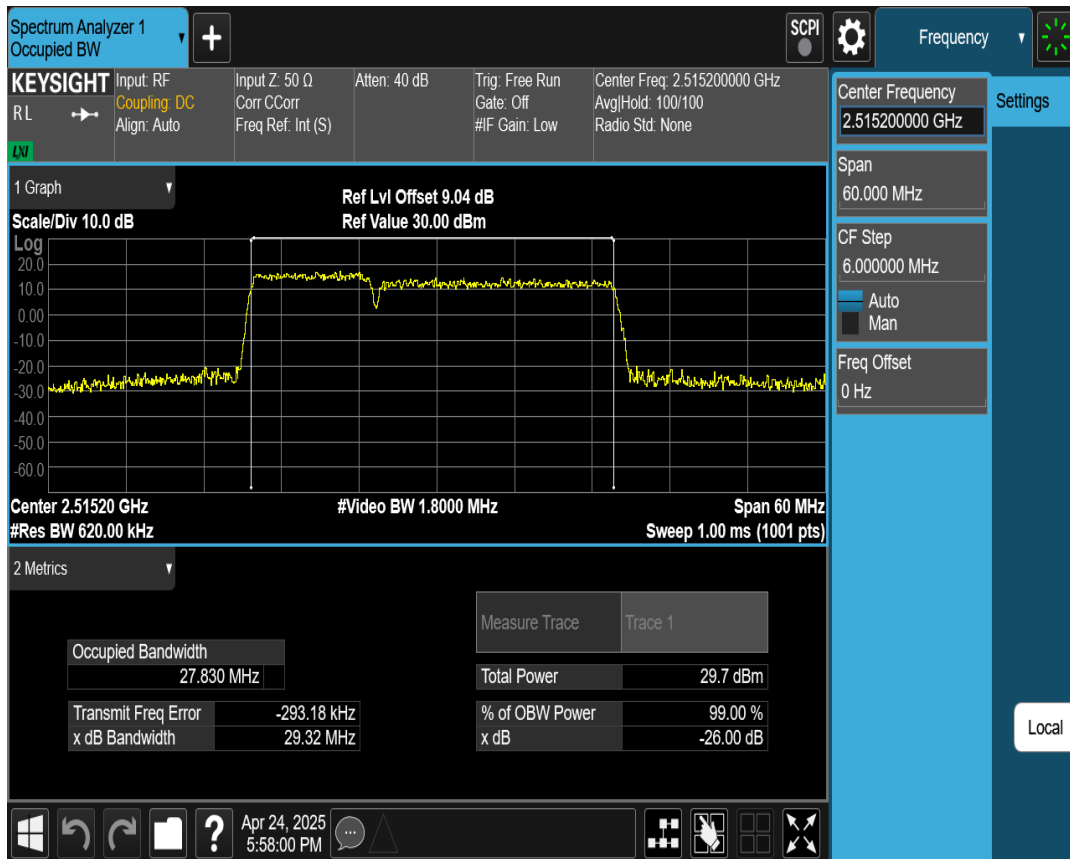 Spectrum Analyzer 1
Occupied BW
+
SCPI
Frequency
KEYSIGHT
RL
LXI
Input: RF
Coupling: DC
Align: Auto
Input Z: 50 Ω
Corr CCorr
Freq Ref: Int (S)
Atten: 40 dB
Trig: Free Run
Gate: Off
#IF Gain: Low
Center Freq: 2.515200000 GHz
Avg|Hold: 100/100
Radio Std: None
Center Frequency
2.515200000 GHz
Settings
Span
60.000 MHz
CF Step
6.000000 MHz
Auto
Man
Freq Offset
0 Hz
1 Graph
Scale/Div 10.0 dB
Ref Lvl Offset 9.04 dB
Ref Value 30.00 dBm
Log
20.0
10.0
0.00
-10.0
-20.0
-30.0
-40.0
-50.0
-60.0
Center 2.51520 GHz
#Video BW 1.8000 MHz
Span 60 MHz
#Res BW 620.00 kHz
Sweep 1.00 ms (1001 pts)
2 Metrics
Measure Trace
Trace 1
Occupied Bandwidth
27.830 MHz
Total Power
29.7 dBm
Transmit Freq Error
-293.18 kHz
% of OBW Power
99.00 %
x dB Bandwidth
29.32 MHz
x dB
-26.00 dB
Local
?
Apr 24, 2025
5:58:00 PM